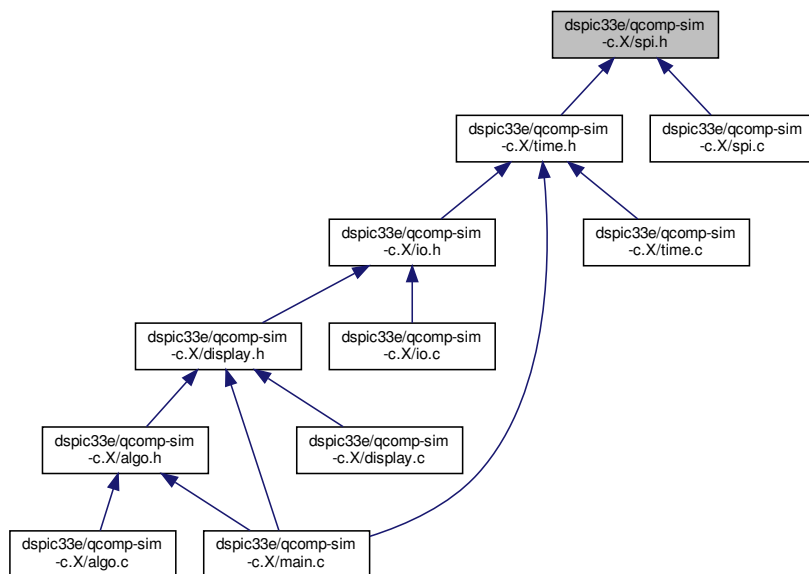 dspic33e/qcomp-sim
-c.X/spi.h
dspic33e/qcomp-sim
-c.X/time.h
dspic33e/qcomp-sim
-c.X/spi.c
dspic33e/qcomp-sim
-c.X/io.h
dspic33e/qcomp-sim
-c.X/time.c
dspic33e/qcomp-sim
-c.X/display.h
dspic33e/qcomp-sim
-c.X/io.c
dspic33e/qcomp-sim
-c.X/algo.h
dspic33e/qcomp-sim
-c.X/display.c
dspic33e/qcomp-sim
-c.X/algo.c
dspic33e/qcomp-sim
-c.X/main.c